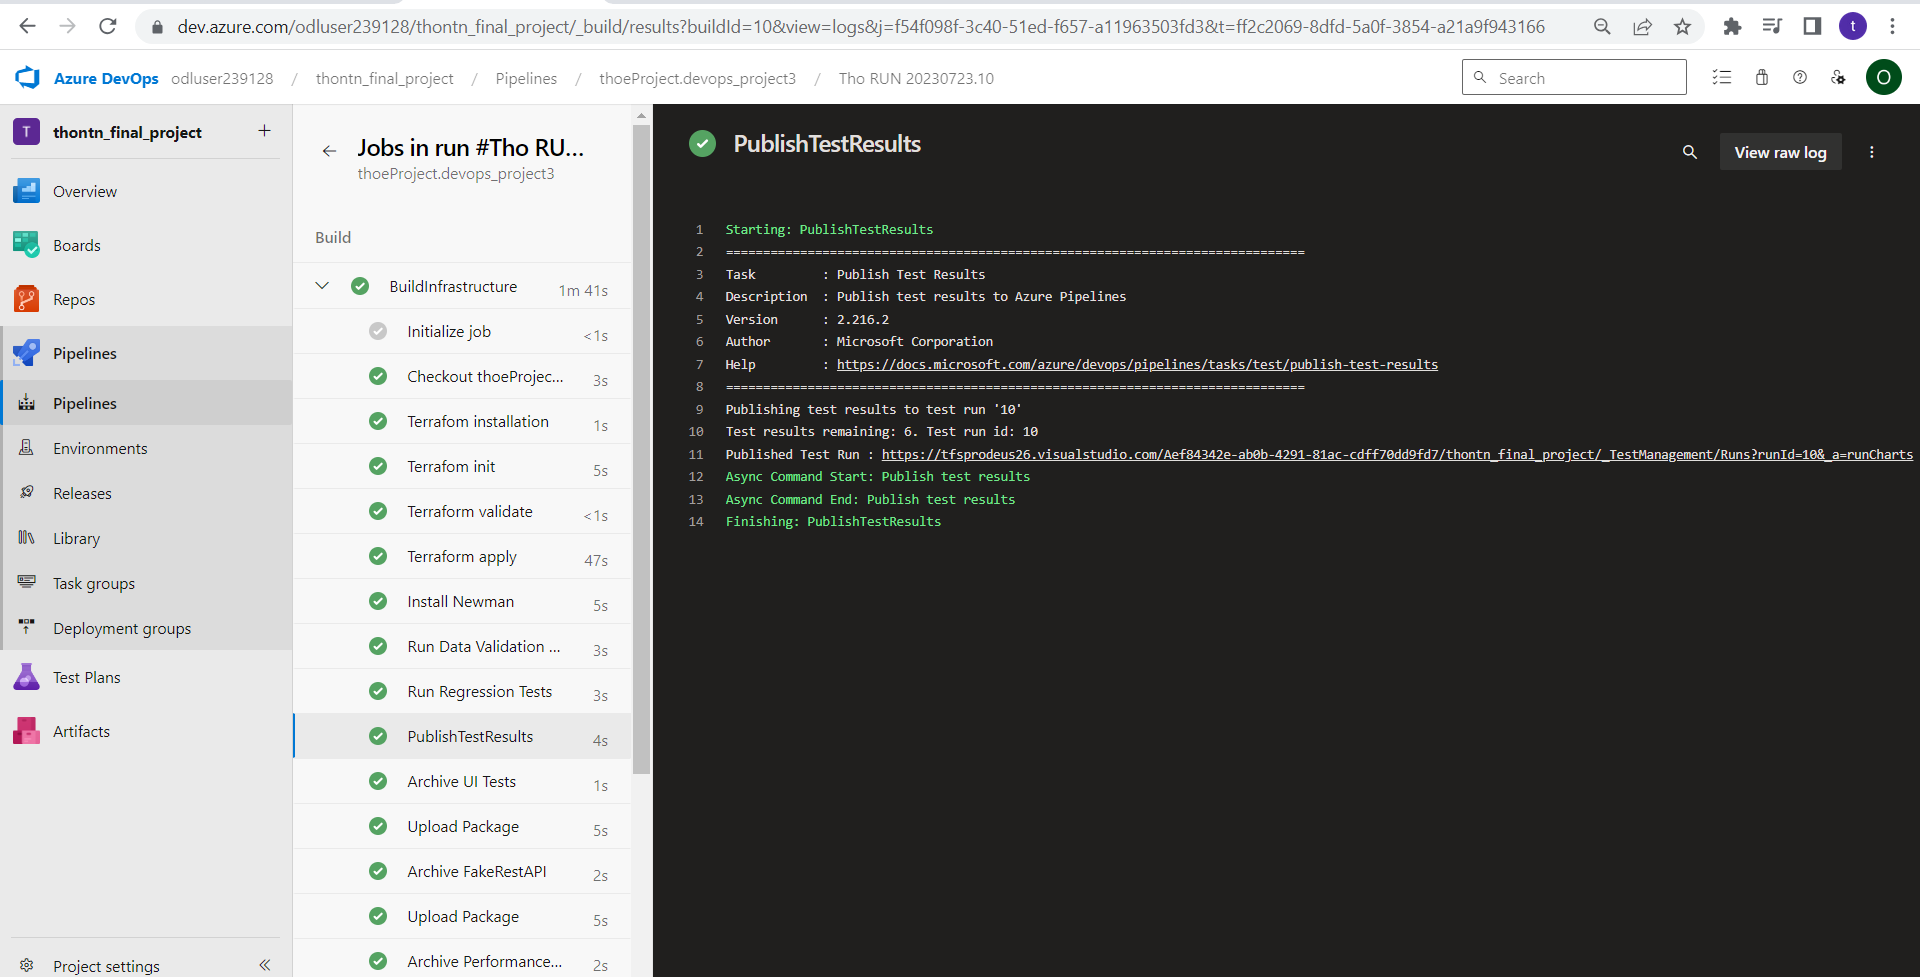 dev.azure.com/odluser239128/thontn_final_project/_build/results?buildId=10&view=logs&j=f54f098f-3c40-51ed-f657-a11963503fd3&t=ff2c2069-8dfd-5a0f-3854-a21a9f943166
t
Azure DevOps odluser239128 / thontn_final_project / Pipelines / thoeProject.devops_project3 / Tho RUN 20230723.10
Search
O
T thontn_final_project +
Overview
Boards
Repos
Pipelines
Pipelines
Environments
Releases
Library
Task groups
Deployment groups
Test Plans
Artifacts
Project settings
Jobs in run #Tho RU...
thoeProject.devops_project3
Build
BuildInfrastructure 1m 41s
Initialize job <1s
Checkout thoeProjec... 3s
Terrafom installation 1s
Terrafom init 5s
Terraform validate <1s
Terraform apply 47s
Install Newman 5s
Run Data Validation ... 3s
Run Regression Tests 3s
PublishTestResults 4s
Archive UI Tests 1s
Upload Package 5s
Archive FakeRestAPI 2s
Upload Package 5s
Archive Performance... 2s
PublishTestResults
View raw log
1 Starting: PublishTestResults
2 ==============================================================================
3 Task : Publish Test Results
4 Description : Publish test results to Azure Pipelines
5 Version : 2.216.2
6 Author : Microsoft Corporation
7 Help : https://docs.microsoft.com/azure/devops/pipelines/tasks/test/publish-test-results
8 ==============================================================================
9 Publishing test results to test run '10'
10 Test results remaining: 6. Test run id: 10
11 Published Test Run : https://tfsprodeus26.visualstudio.com/Aef84342e-ab0b-4291-81ac-cdff70dd9fd7/thontn_final_project/_TestManagement/Runs?runId=10&_a=runCharts
12 Async Command Start: Publish test results
13 Async Command End: Publish test results
14 Finishing: PublishTestResults